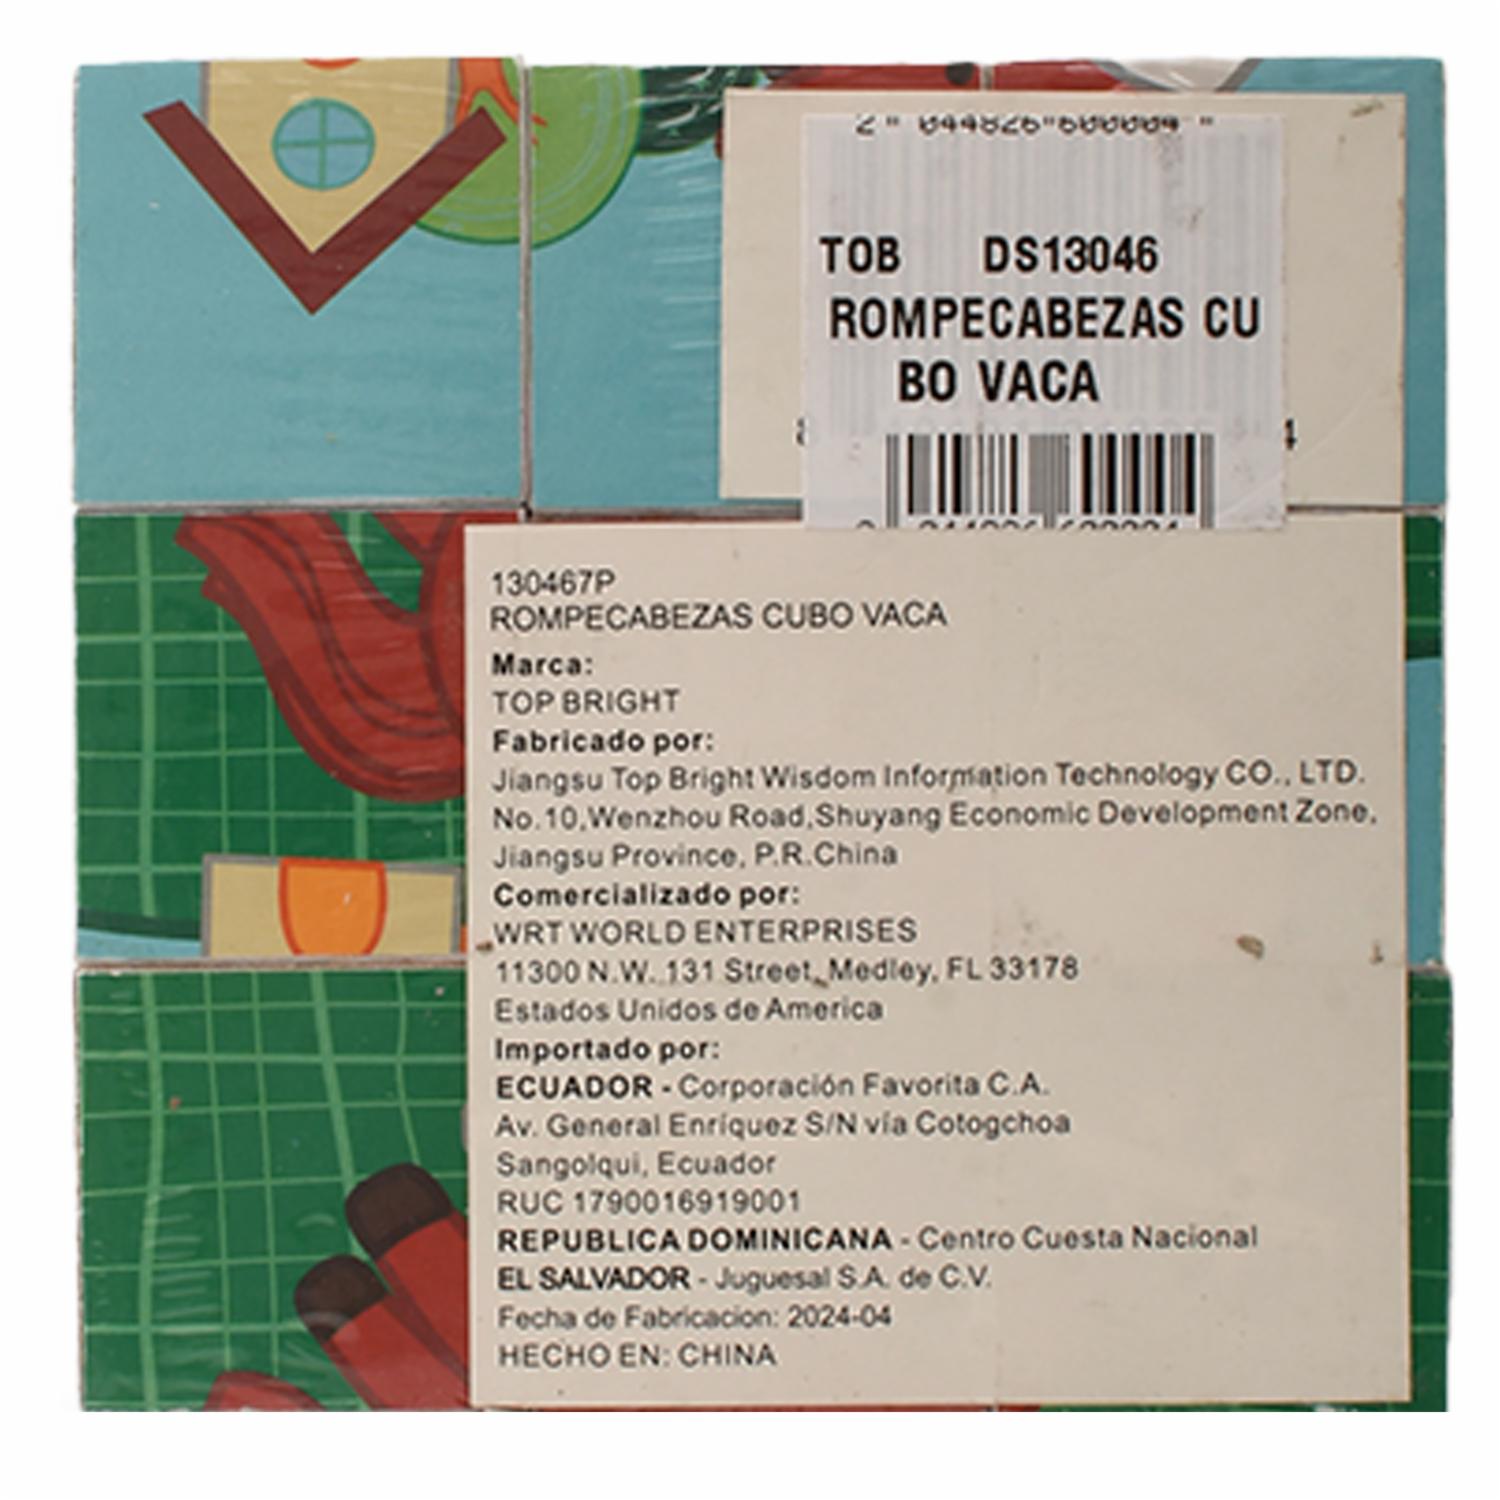 TOB DS13046
ROMPECABEZAS CU
BO VACA
4
130467P
ROMPECABEZAS CUBO VACA
Marca:
TOP BRIGHT
Fabricado por:
Jiangsu Top Bright Wisdom Information Technology CO., LTD.
No.10,Wenzhou Road,Shuyang Economic Development Zone,
Jiangsu Province, P.R.China
Comercializado por:
WRT WORLD ENTERPRISES
11300 N.W. 131 Street, Medley, FL 33178
Estados Unidos de America
Importado por:
ECUADOR - Corporación Favorita C.A.
Av. General Enríquez S/N vía Cotogchoa
Sangolqui, Ecuador
RUC 1790016919001
REPUBLICA DOMINICANA - Centro Cuesta Nacional
EL SALVADOR - Juguesal S.A. de C.V.
Fecha de Fabricacion: 2024-04
HECHO EN: CHINA